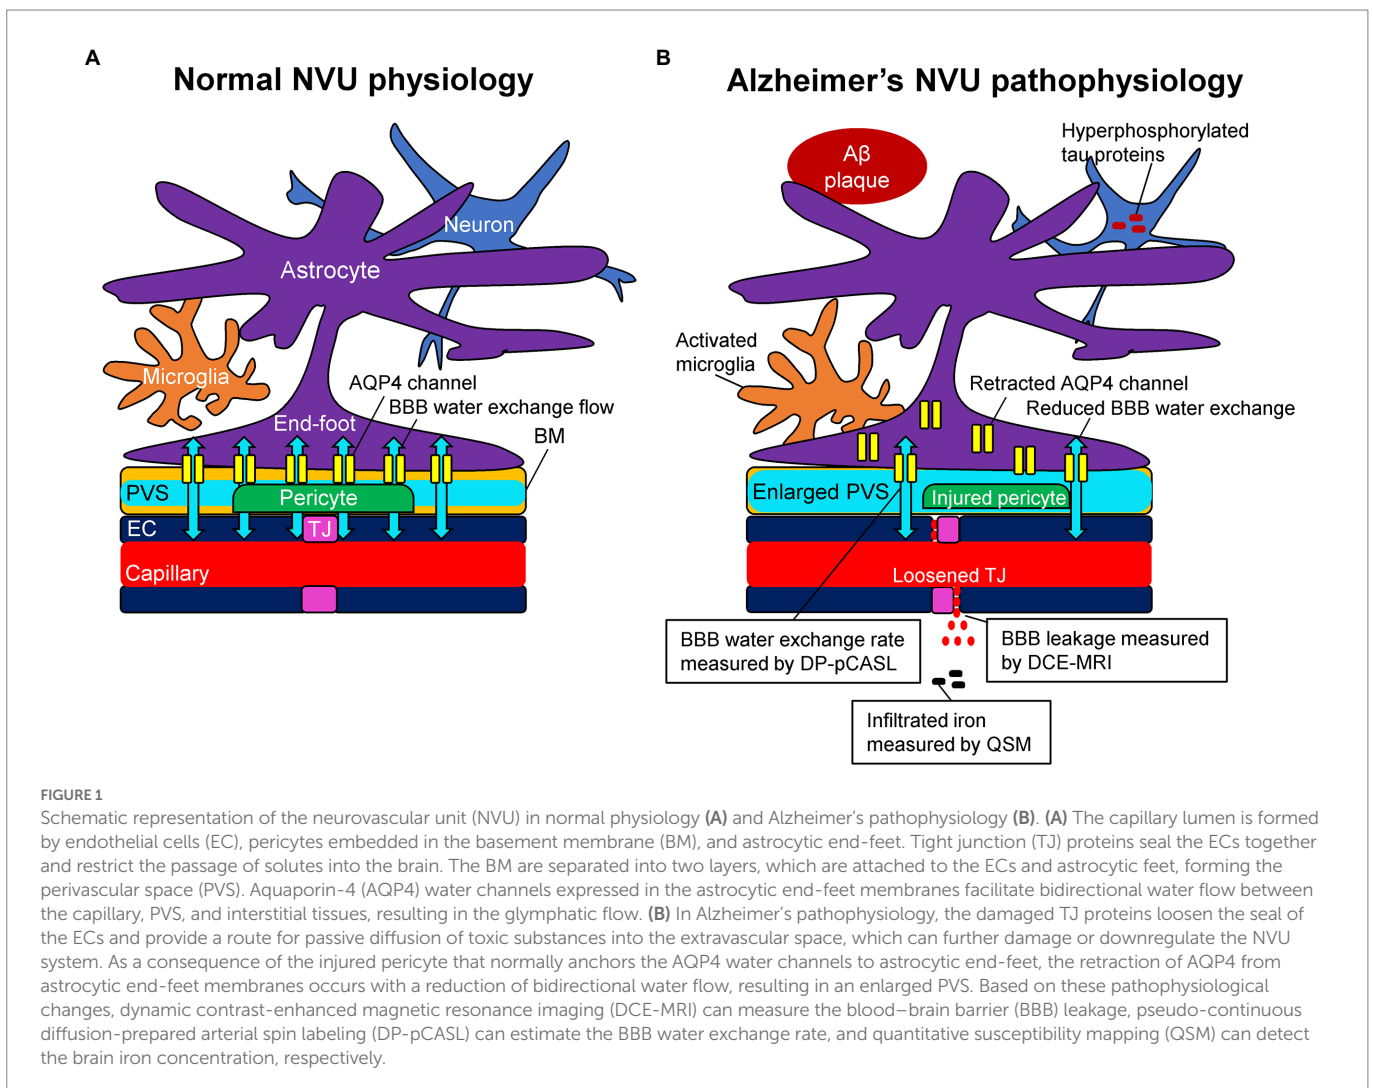 A
Normal NVU physiology
Neuron
Astrocyte
Microglia
AQP4 channel
BBB water exchange flow
End-foot
BM
PVS
Pericyte
EC
TJ
Capillary
B
Alzheimer’s NVU pathophysiology
Hyperphosphorylated
tau proteins
Aβ
plaque
Activated
microglia
Retracted AQP4 channel
Reduced BBB water exchange
Enlarged PVS
Injured pericyte
Loosened TJ
BBB water exchange rate
measured by DP-pCASL
BBB leakage measured
by DCE-MRI
Infiltrated iron
measured by QSM
FIGURE 1
Schematic representation of the neurovascular unit (NVU) in normal physiology (A) and Alzheimer’s pathophysiology (B). (A) The capillary lumen is formed
by endothelial cells (EC), pericytes embedded in the basement membrane (BM), and astrocytic end-feet. Tight junction (TJ) proteins seal the ECs together
and restrict the passage of solutes into the brain. The BM are separated into two layers, which are attached to the ECs and astrocytic feet, forming the
perivascular space (PVS). Aquaporin-4 (AQP4) water channels expressed in the astrocytic end-feet membranes facilitate bidirectional water flow between
the capillary, PVS, and interstitial tissues, resulting in the glymphatic flow. (B) In Alzheimer’s pathophysiology, the damaged TJ proteins loosen the seal of
the ECs and provide a route for passive diffusion of toxic substances into the extravascular space, which can further damage or downregulate the NVU
system. As a consequence of the injured pericyte that normally anchors the AQP4 water channels to astrocytic end-feet, the retraction of AQP4 from
astrocytic end-feet membranes occurs with a reduction of bidirectional water flow, resulting in an enlarged PVS. Based on these pathophysiological
changes, dynamic contrast-enhanced magnetic resonance imaging (DCE-MRI) can measure the blood–brain barrier (BBB) leakage, pseudo-continuous
diffusion-prepared arterial spin labeling (DP-pCASL) can estimate the BBB water exchange rate, and quantitative susceptibility mapping (QSM) can detect
the brain iron concentration, respectively.